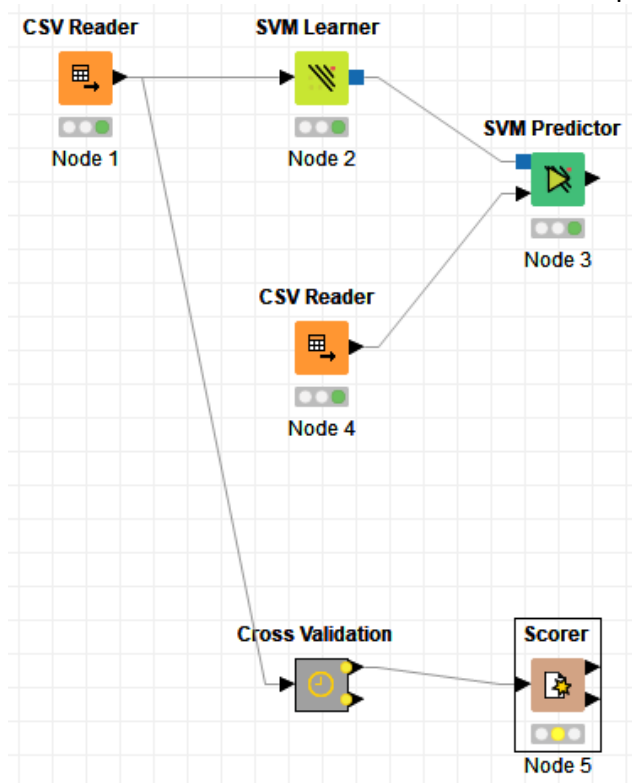 CSV Reader
SVM Learner
Node 1
Node 2
SVM Predictor
Node 3
CSV Reader
Node 4
Cross Validation
Scorer
Node 5